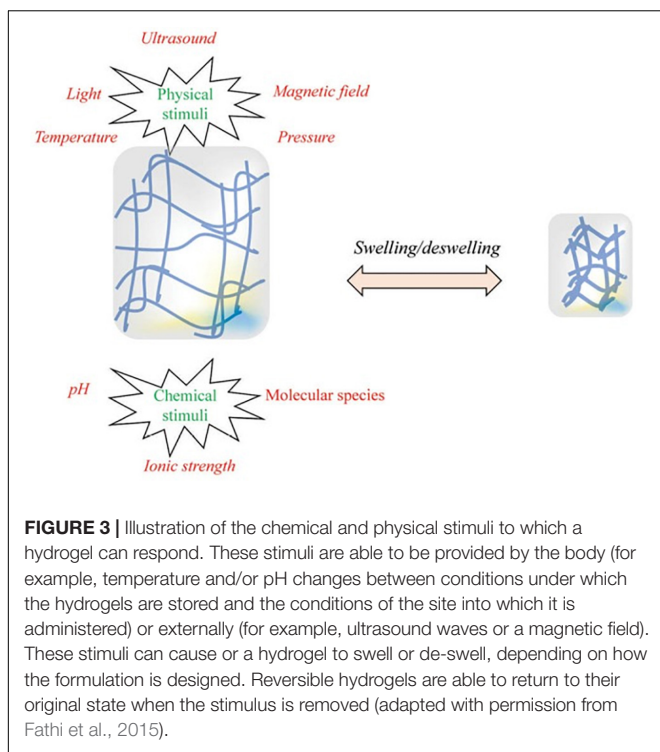 Ultrasound
Light
Physical
stimuli
Magnetic field
Temperature
Pressure
Swelling/deswelling
pH
Chemical
stimuli
Molecular species
Ionic strength
FIGURE 3 | Illustration of the chemical and physical stimuli to which a
hydrogel can respond. These stimuli are able to be provided by the body (for
example, temperature and/or pH changes between conditions under which
the hydrogels are stored and the conditions of the site into which it is
administered) or externally (for example, ultrasound waves or a magnetic field).
These stimuli can cause or a hydrogel to swell or de-swell, depending on how
the formulation is designed. Reversible hydrogels are able to return to their
original state when the stimulus is removed (adapted with permission from
Fathi et al., 2015).